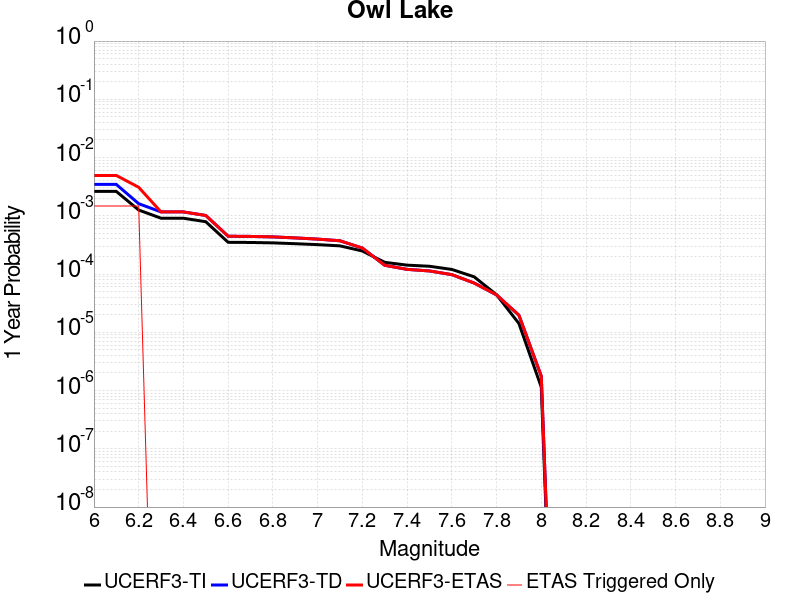 Owl Lake
10^0
10^-1
10^-2
10^-3
10^-4
10^-5
10^-6
10^-7
10^-8
1 Year Probability
6 6.2 6.4 6.6 6.8 7 7.2 7.4 7.6 7.8 8 8.2 8.4 8.6 8.8 9
Magnitude
UCERF3-TI UCERF3-TD UCERF3-ETAS ETAS Triggered Only